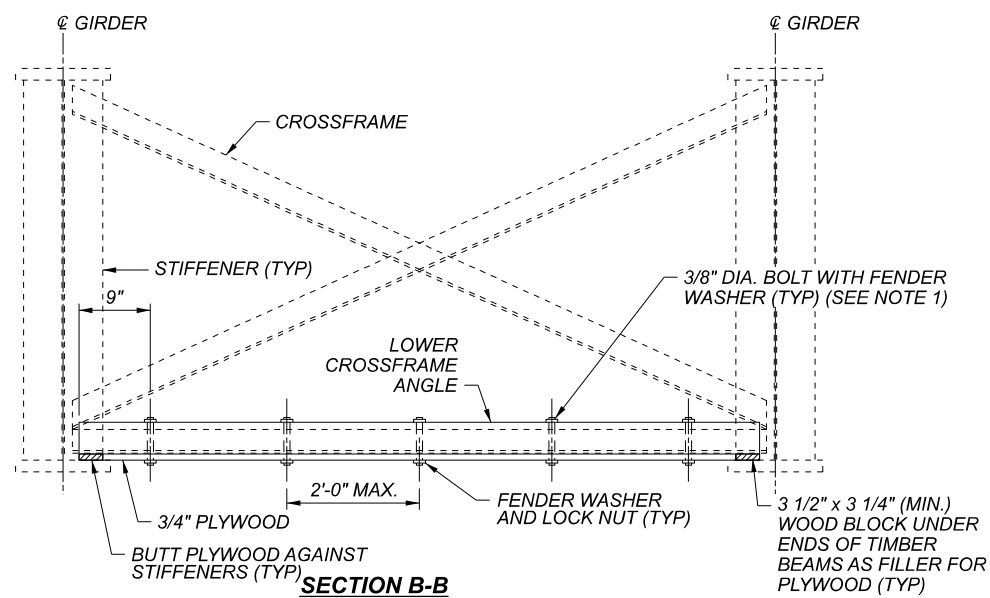 ℄ GIRDER
℄ GIRDER
CROSSFRAME
STIFFENER (TYP)
3/8" DIA. BOLT WITH FENDER
WASHER (TYP) (SEE NOTE 1)
9"
LOWER
CROSSFRAME
ANGLE
2'-0" MAX.
FENDER WASHER
AND LOCK NUT (TYP)
3 1/2" x 3 1/4" (MIN.)
WOOD BLOCK UNDER
ENDS OF TIMBER
BEAMS AS FILLER FOR
PLYWOOD (TYP)
3/4" PLYWOOD
BUTT PLYWOOD AGAINST
STIFFENERS (TYP)
SECTION B-B